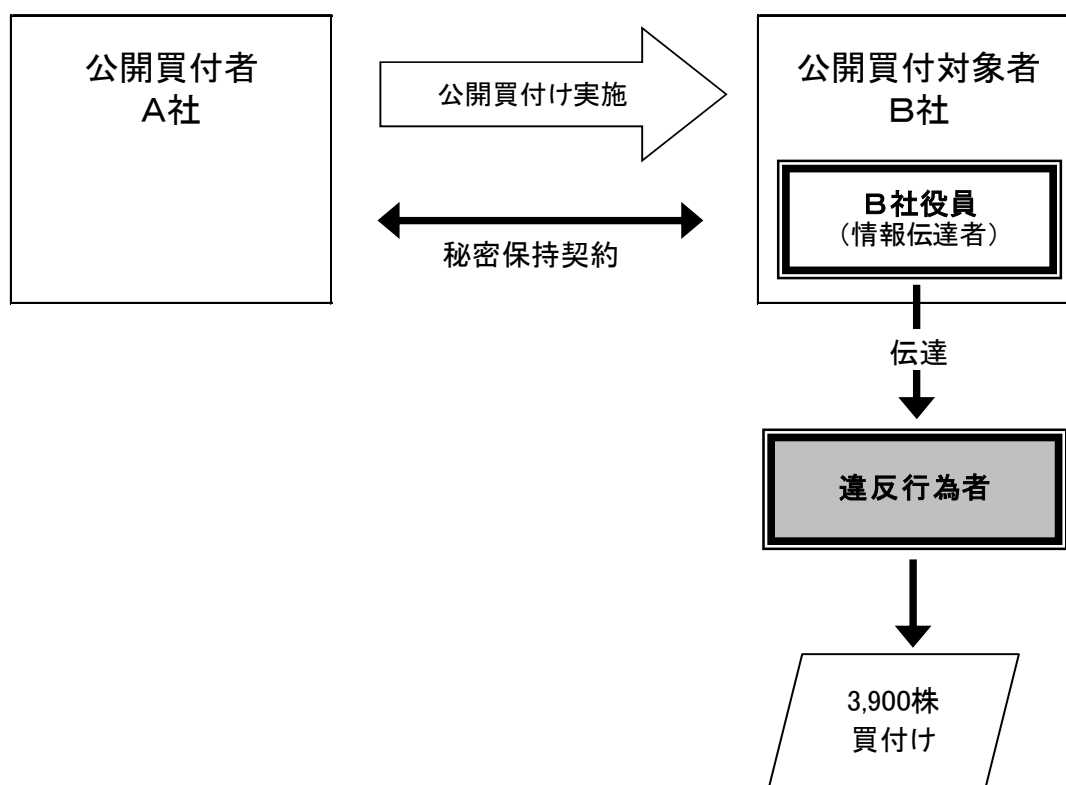 公開買付者
A社
公開買付け実施
公開買付対象者
B社
B社役員
（情報伝達者）
秘密保持契約
伝達
違反行為者
3,900株
買付け